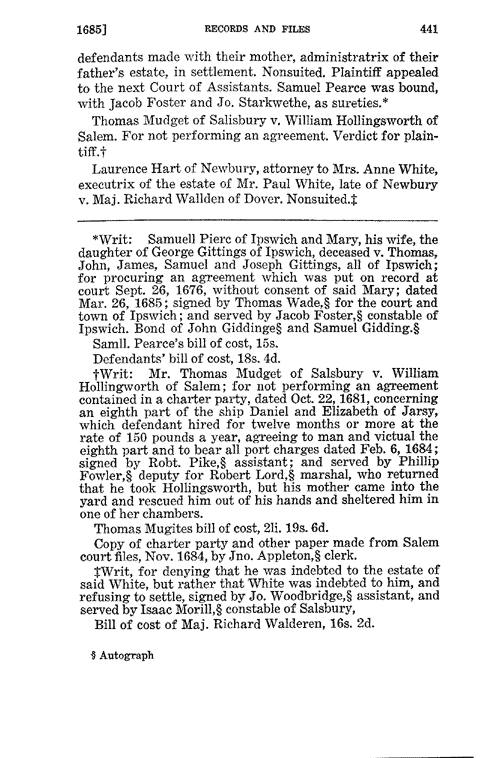 1685] RECORDS AND FILES 441
defendants made with their mother, administratrix of their
father's estate, in settlement. Nonsuited. Plaintiff appealed
to the next Court of Assistants. Samuel Pearce was bound,
with Jacob Foster and Jo. Starkwethe, as sureties.*
Thomas Mudget of Salisbury v. William Hollingsworth of
Salem. For not performing an agreement. Verdict for plain-
tiff.†
Laurence Hart of Newbury, attorney to Mrs. Anne White,
executrix of the estate of Mr. Paul White, late of Newbury
v. Maj. Richard Wallden of Dover. Nonsuited.‡
*Writ: Samuell Pierc of Ipswich and Mary, his wife, the
daughter of George Gittings of Ipswich, deceased v. Thomas,
John, James, Samuel and Joseph Gittings, all of Ipswich;
for procuring an agreement which was put on record at
court Sept. 26, 1676, without consent of said Mary; dated
Mar. 26, 1685; signed by Thomas Wade,§ for the court and
town of Ipswich; and served by Jacob Foster,§ constable of
Ipswich. Bond of John Giddinge§ and Samuel Gidding.§
Samll. Pearce's bill of cost, 15s.
Defendants' bill of cost, 18s. 4d.
†Writ: Mr. Thomas Mudget of Salsbury v. William
Hollingworth of Salem; for not performing an agreement
contained in a charter party, dated Oct. 22, 1681, concerning
an eighth part of the ship Daniel and Elizabeth of Jarsy,
which defendant hired for twelve months or more at the
rate of 150 pounds a year, agreeing to man and victual the
eighth part and to bear all port charges dated Feb. 6, 1684;
signed by Robt. Pike,§ assistant; and served by Phillip
Fowler,§ deputy for Robert Lord,§ marshal, who returned
that he took Hollingsworth, but his mother came into the
yard and rescued him out of his hands and sheltered him in
one of her chambers.
Thomas Mugites bill of cost, 2li. 19s. 6d.
Copy of charter party and other paper made from Salem
court files, Nov. 1684, by Jno. Appleton,§ clerk.
‡Writ, for denying that he was indebted to the estate of
said White, but rather that White was indebted to him, and
refusing to settle, signed by Jo. Woodbridge,§ assistant, and
served by Isaac Morill,§ constable of Salsbury,
Bill of cost of Maj. Richard Walderen, 16s. 2d.
§ Autograph